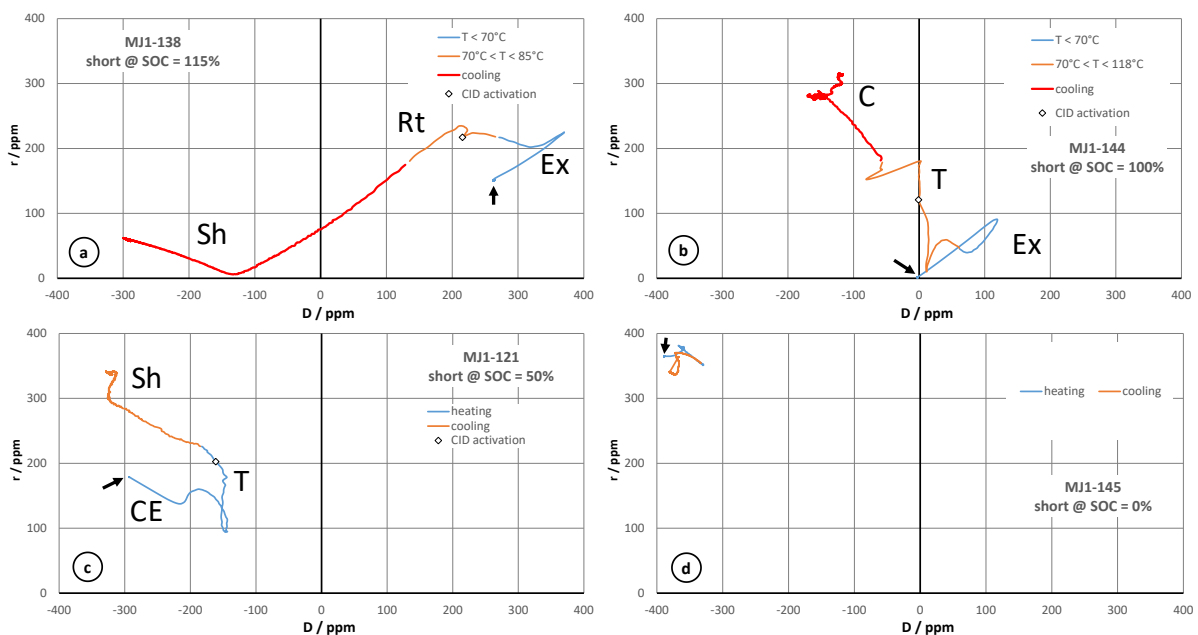 400
MJ1-138
short @ SOC = 115%
T < 70°C
70°C < T < 85°C
cooling
CID activation
300
Rt
200
Ex
r / ppm
100
Sh
a
0
-400 -300 -200 -100 0 100 200 300 400
D / ppm
400
T < 70°C
70°C < T < 118°C
cooling
CID activation
300
C
MJ1-144
short @ SOC = 100%
200
T
r / ppm
100
Ex
b
0
-400 -300 -200 -100 0 100 200 300 400
D / ppm
400
Sh
MJ1-121
short @ SOC = 50%
300
heating
cooling
CID activation
200
T
CE
r / ppm
100
c
0
-400 -300 -200 -100 0 100 200 300 400
D / ppm
400
300
heating cooling
200
MJ1-145
short @ SOC = 0%
r / ppm
100
d
0
-400 -300 -200 -100 0 100 200 300 400
D / ppm